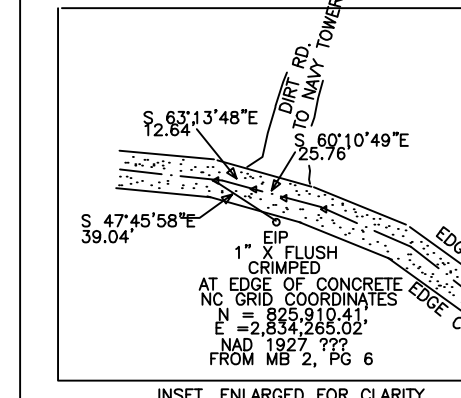 DIRT RD.
TO NAVY TOWER
S 63°13'48"E
12.64'
S 60°10'49"E
25.76'
S 47°45'58"E
39.04'
EIP
1" X FLUSH
CRIMPED
AT EDGE OF CONCRETE
NC GRID COORDINATES
N = 825,910.41'
E =2,834,265.02'
NAD 1927 ???
FROM MB 2, PG 6
EDGE
INSET ENLARGED FOR CLARITY